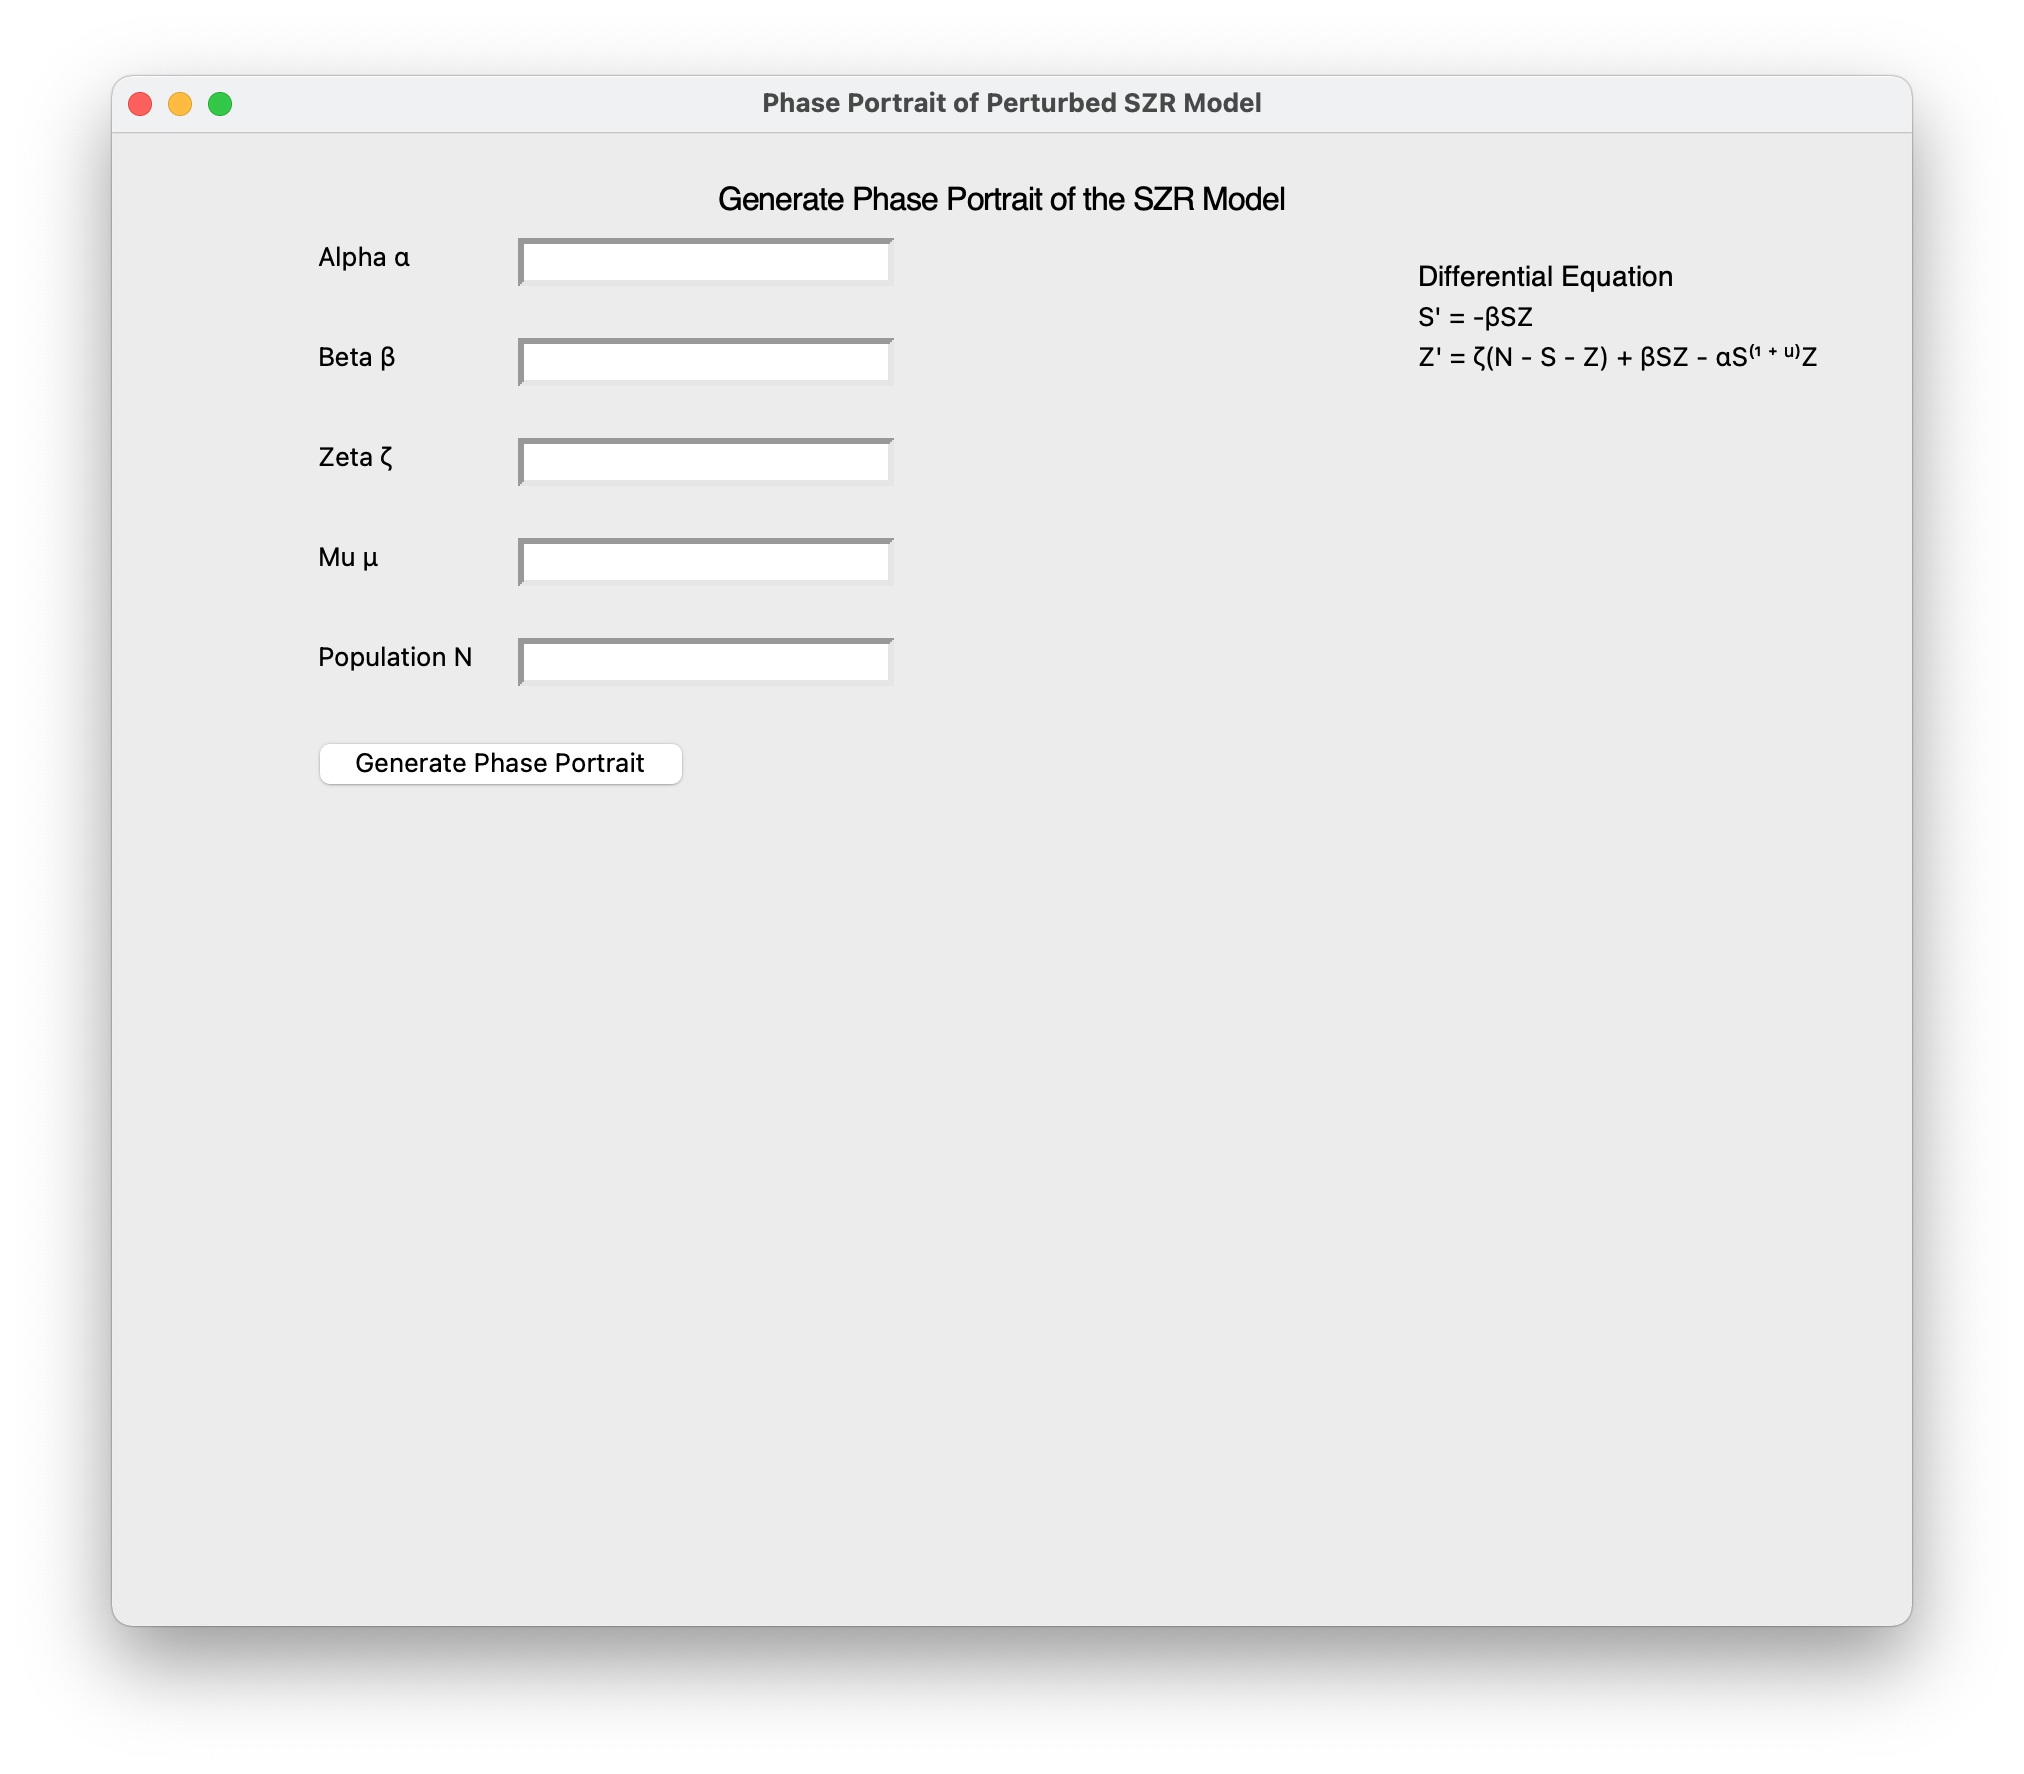 Phase Portrait of Perturbed SZR Model
Generate Phase Portrait of the SZR Model
Alpha α
Beta β
Zeta ζ
Mu μ
Population N
Generate Phase Portrait
Differential Equation
S' = -βSZ
Z' = ζ(N - S - Z) + βSZ - αS⁽¹ ⁺ ᵘ⁾Z